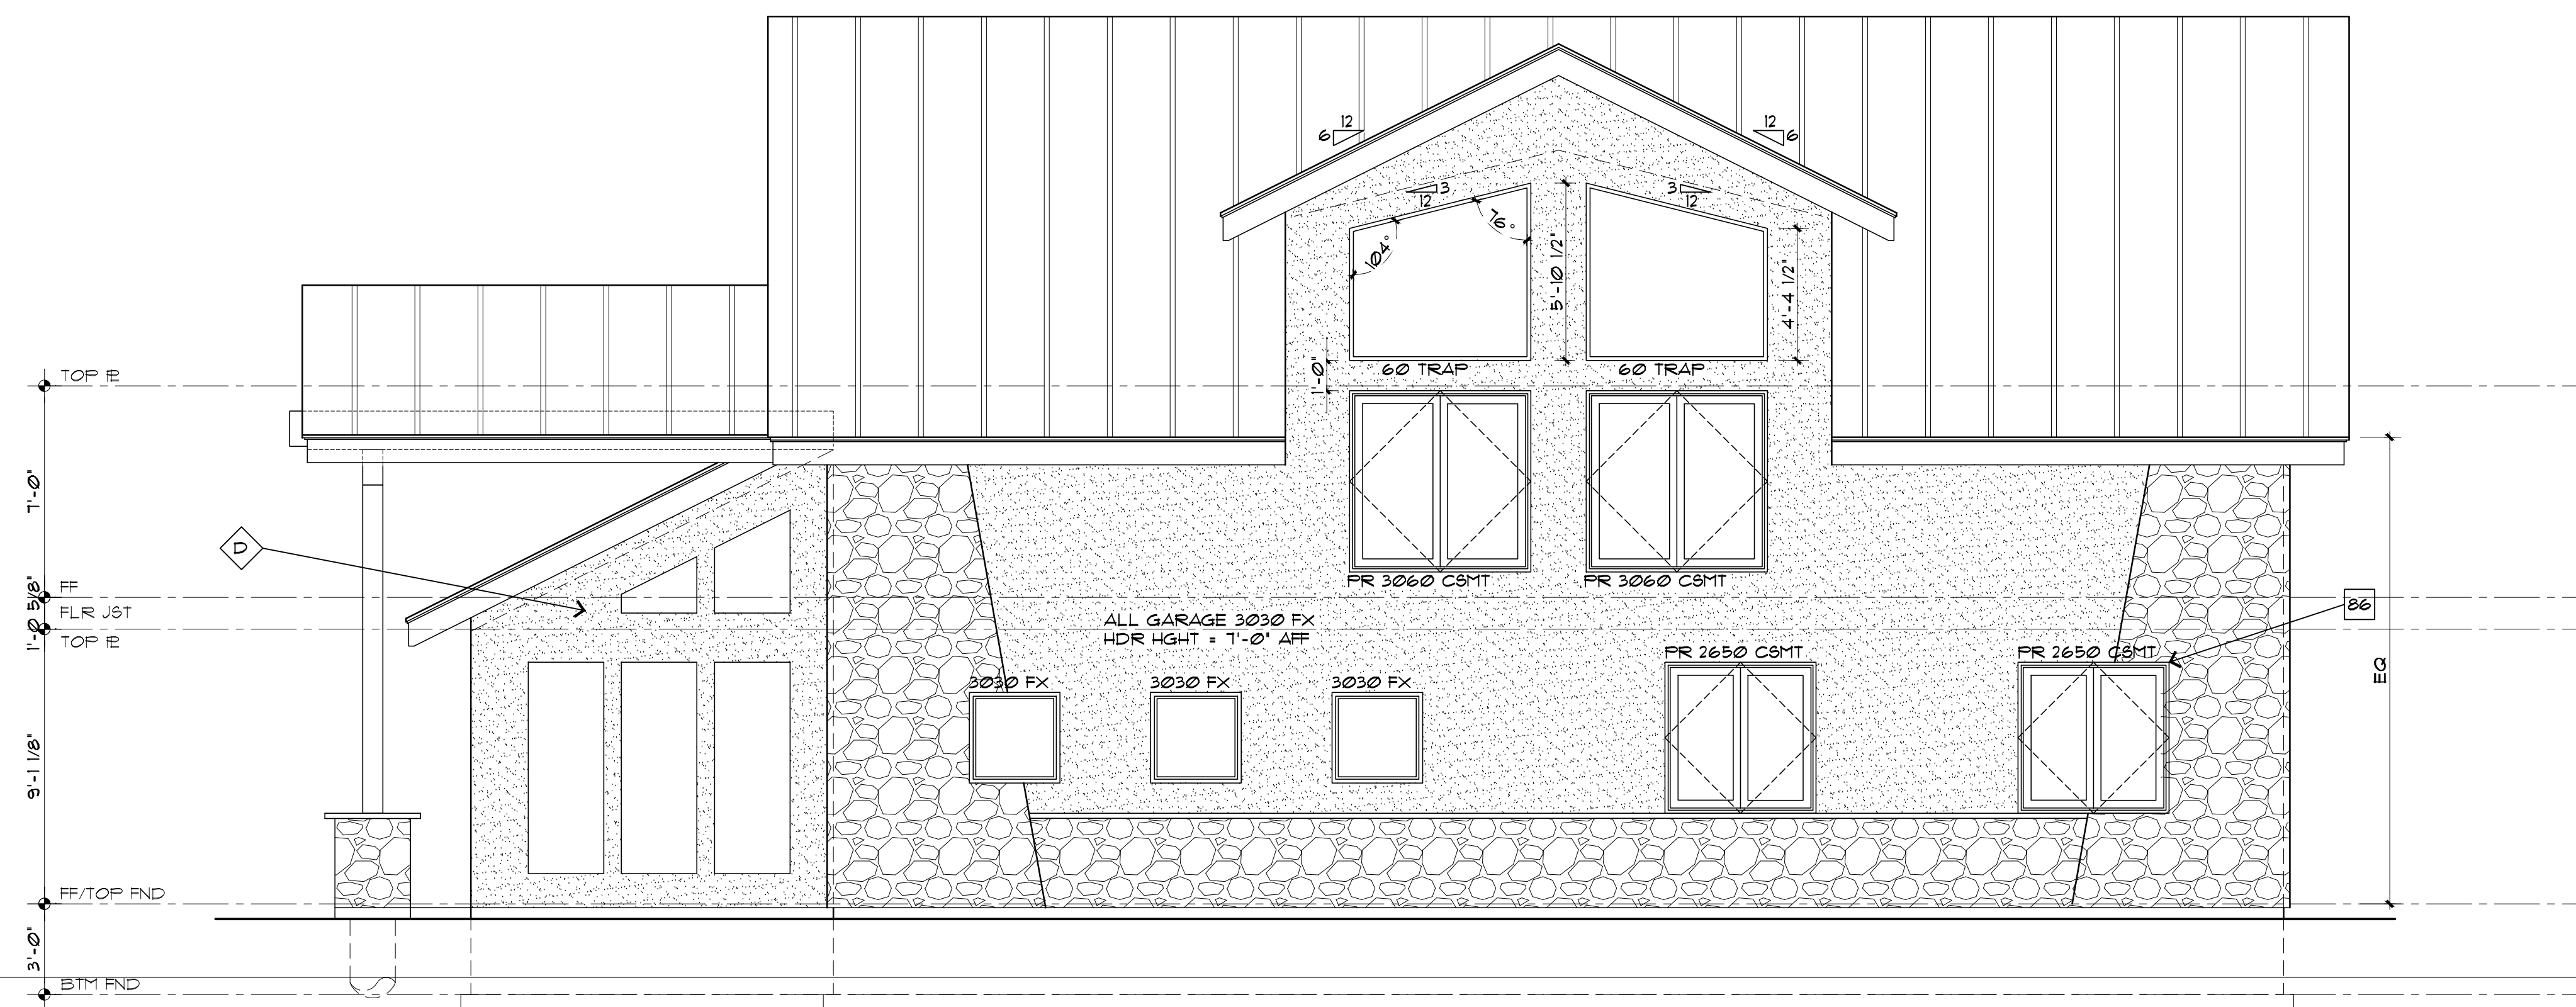 12
6
12
6
3
12
3
12
104°
76°
5'-10 1/2"
4'-4 1/2"
1'-0"
60 TRAP
60 TRAP
TOP PL
7'-0"
D
PR 3060 CSMT
PR 3060 CSMT
FF
1'-0 5/8"
FLR JST
TOP PL
86
ALL GARAGE 3030 FX
HDR HGHT = 7'-0" AFF
PR 2650 CSMT
PR 2650 CSMT
EQ
3030 FX
3030 FX
3030 FX
9'-1 1/8"
FF/TOP FND
3'-0"
BTM FND